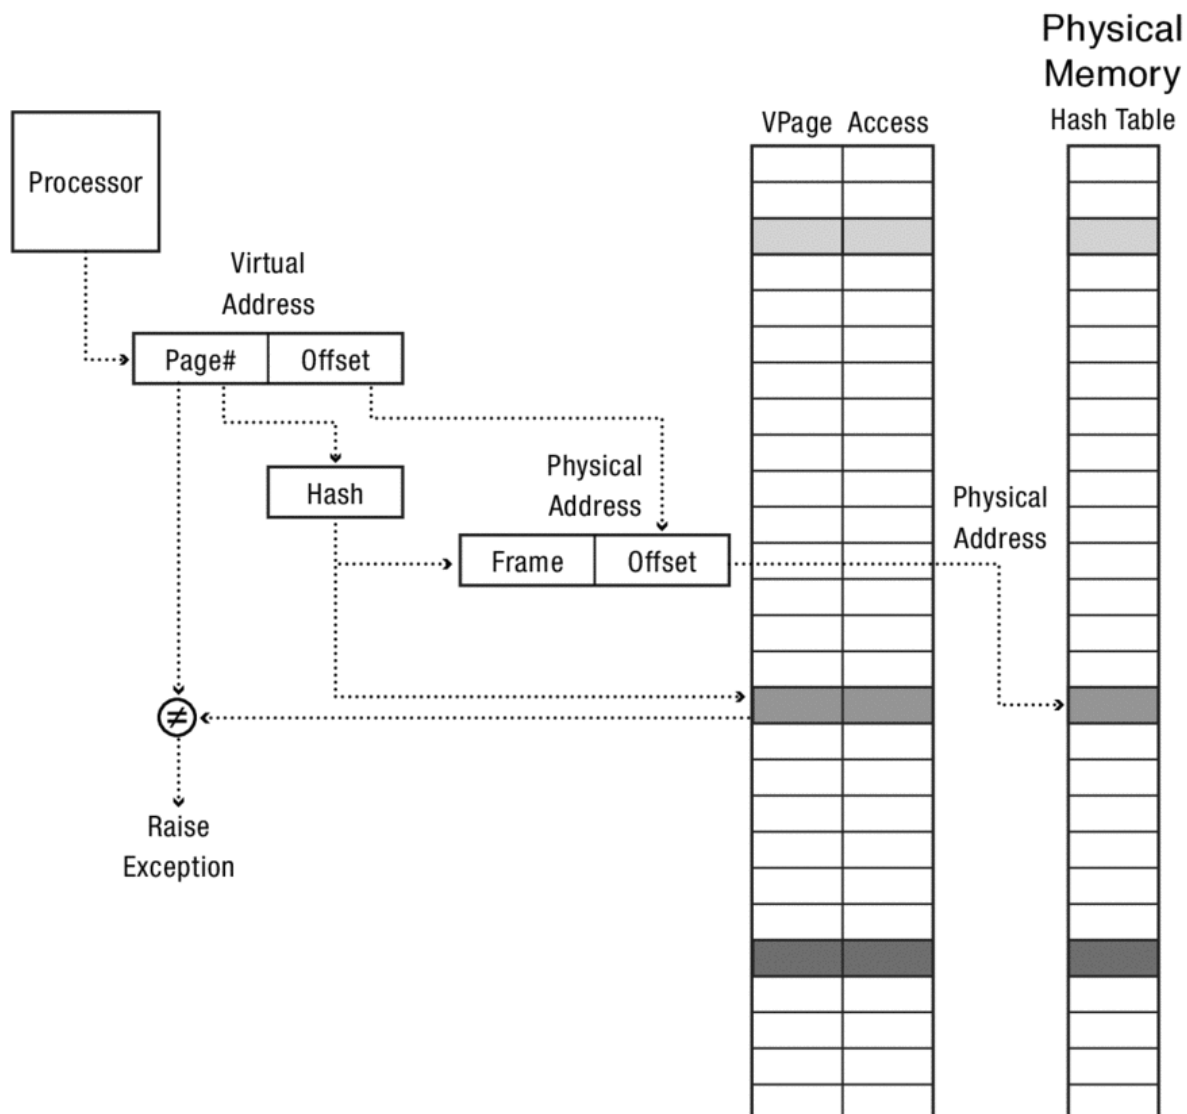 Physical
Memory
VPage Access
Hash Table
Processor
Virtual
Address
Page# Offset
Hash
Physical
Address
Frame Offset
Physical
Address
≠
Raise
Exception